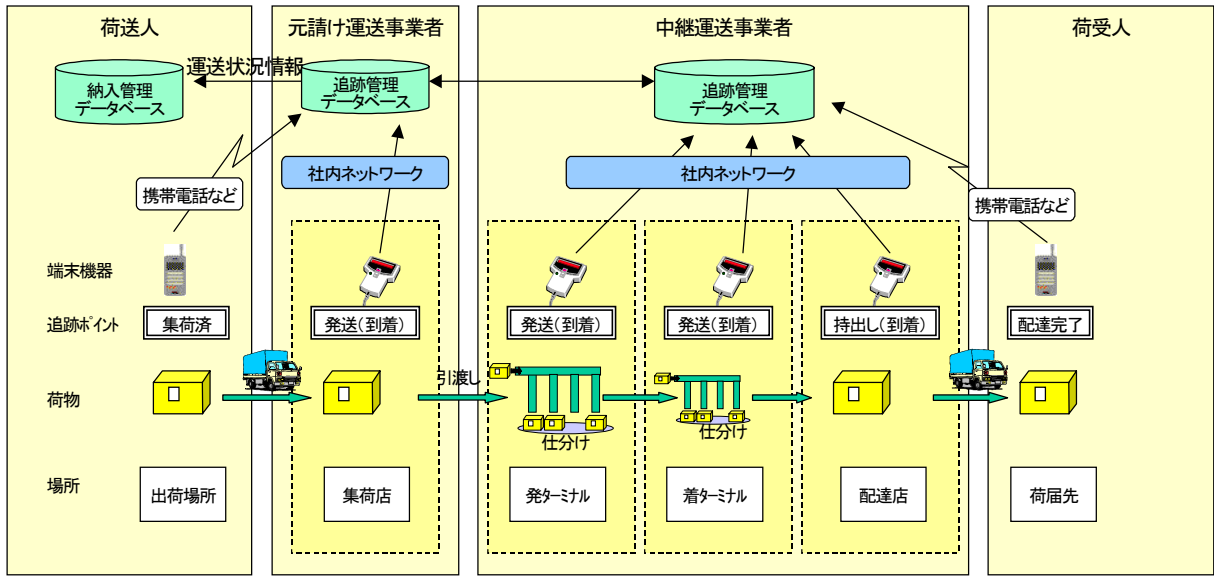 荷送人
元請け運送事業者
中継運送事業者
荷受人
運送状況情報
納入管理
データベース
追跡管理
データベース
追跡管理
データベース
社内ネットワーク
社内ネットワーク
携帯電話など
携帯電話など
端末機器
追跡ポイント
集荷済
発送(到着)
発送(到着)
発送(到着)
持出し(到着)
配達完了
荷物
引渡し
仕分け
仕分け
場所
出荷場所
集荷店
発ターミナル
着ターミナル
配達店
荷届先